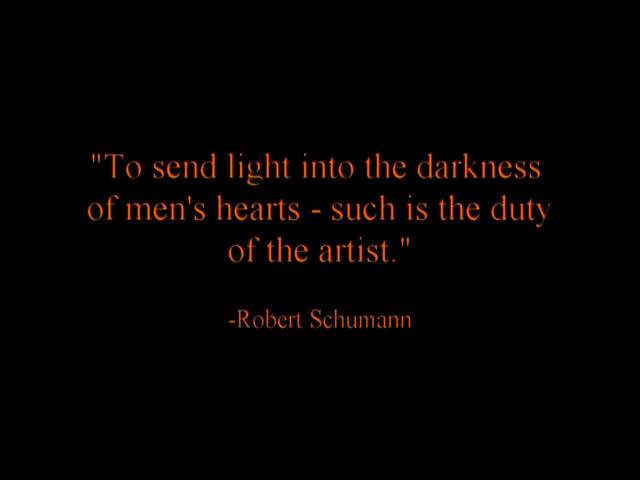 "To send light into the darkness
of men's hearts - such is the duty
of the artist."
-Robert Schumann